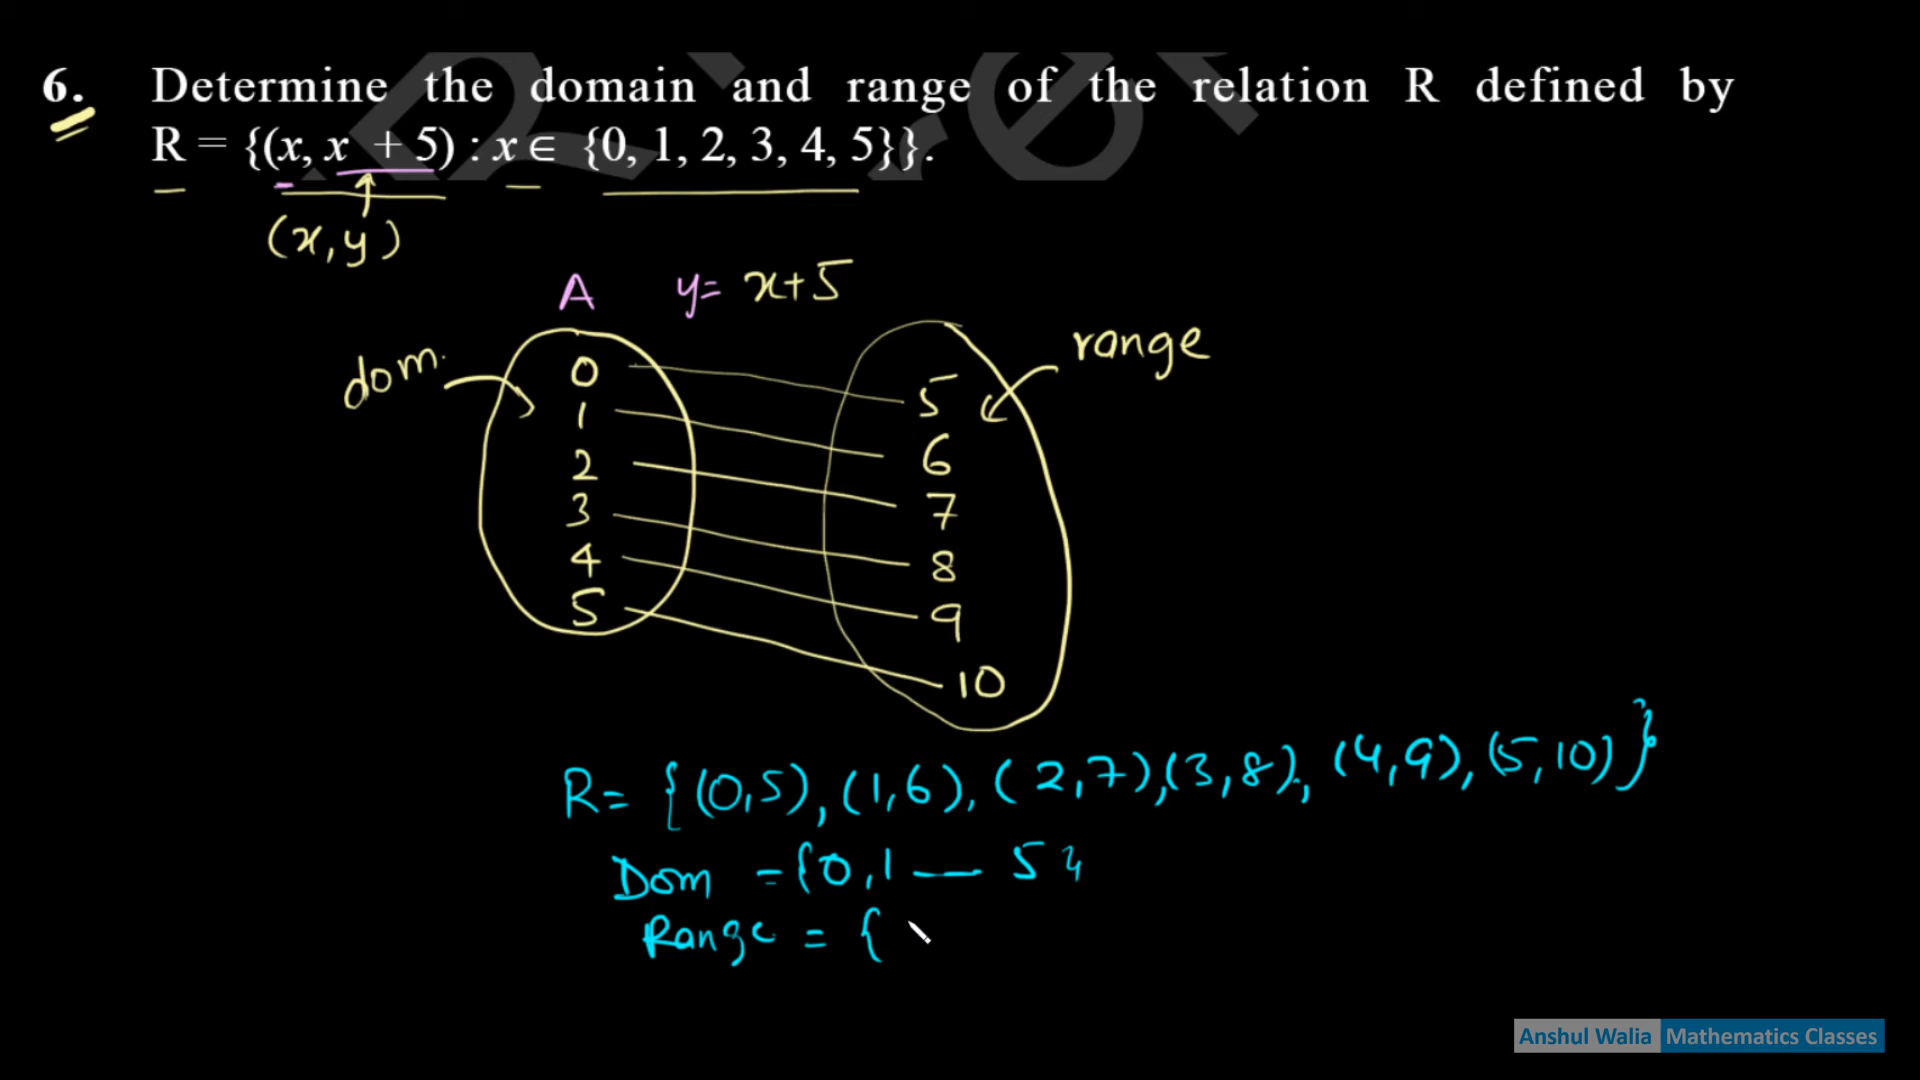 6. Determine the domain and range of the relation R defined by
R = {(x, x + 5) : x ∈ {0, 1, 2, 3, 4, 5}}.
(x, y)
A y= x+5
dom. range
0 5
1 6
2 7
3 8
4 9
5 10
R= {(0,5), (1,6), (2,7),(3,8), (4,9), (5,10)}
Dom = {0,1 — 5}
Range = {
Anshul Walia Mathematics Classes